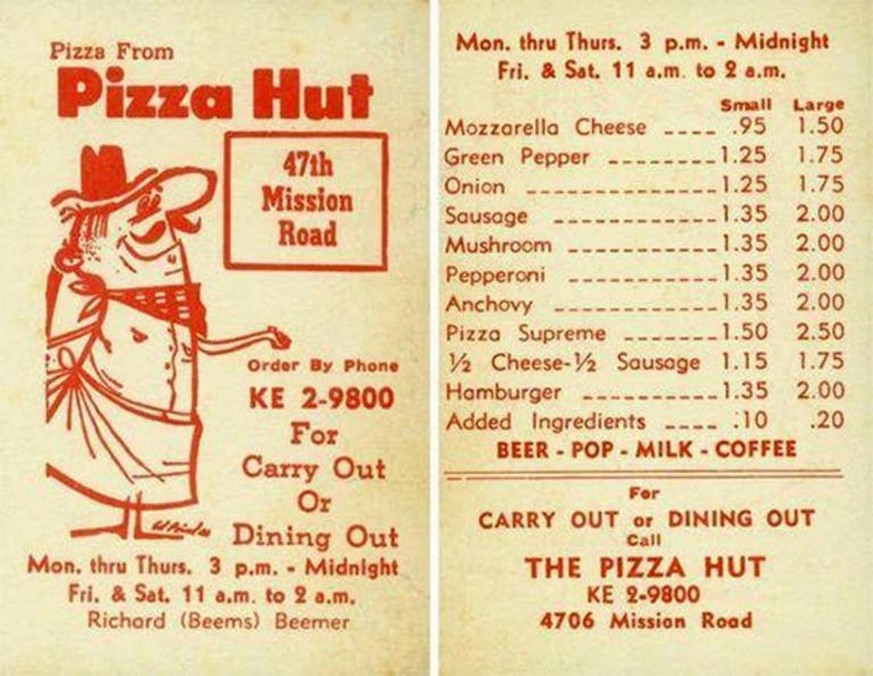 Pizza From
Pizza Hut
47th
Mission
Road
Order By Phone
KE 2-9800
For
Carry Out
Or
Dining Out
Mon. thru Thurs. 3 p.m. - Midnight
Fri. & Sat. 11 a.m. to 2 a.m.
Richard (Beems) Beemer
Mon. thru Thurs. 3 p.m. - Midnight
Fri. & Sat. 11 a.m. to 2 a.m.
Small Large
Mozzarella Cheese ---- .95 1.50
Green Pepper -------- 1.25 1.75
Onion -------------- 1.25 1.75
Sausage ------------ 1.35 2.00
Mushroom ---------- 1.35 2.00
Pepperoni ---------- 1.35 2.00
Anchovy ------------ 1.35 2.00
Pizza Supreme ------- 1.50 2.50
½ Cheese-½ Sausage 1.15 1.75
Hamburger ---------- 1.35 2.00
Added Ingredients ---- .10 .20
BEER - POP - MILK - COFFEE
For
CARRY OUT or DINING OUT
Call
THE PIZZA HUT
KE 2-9800
4706 Mission Road